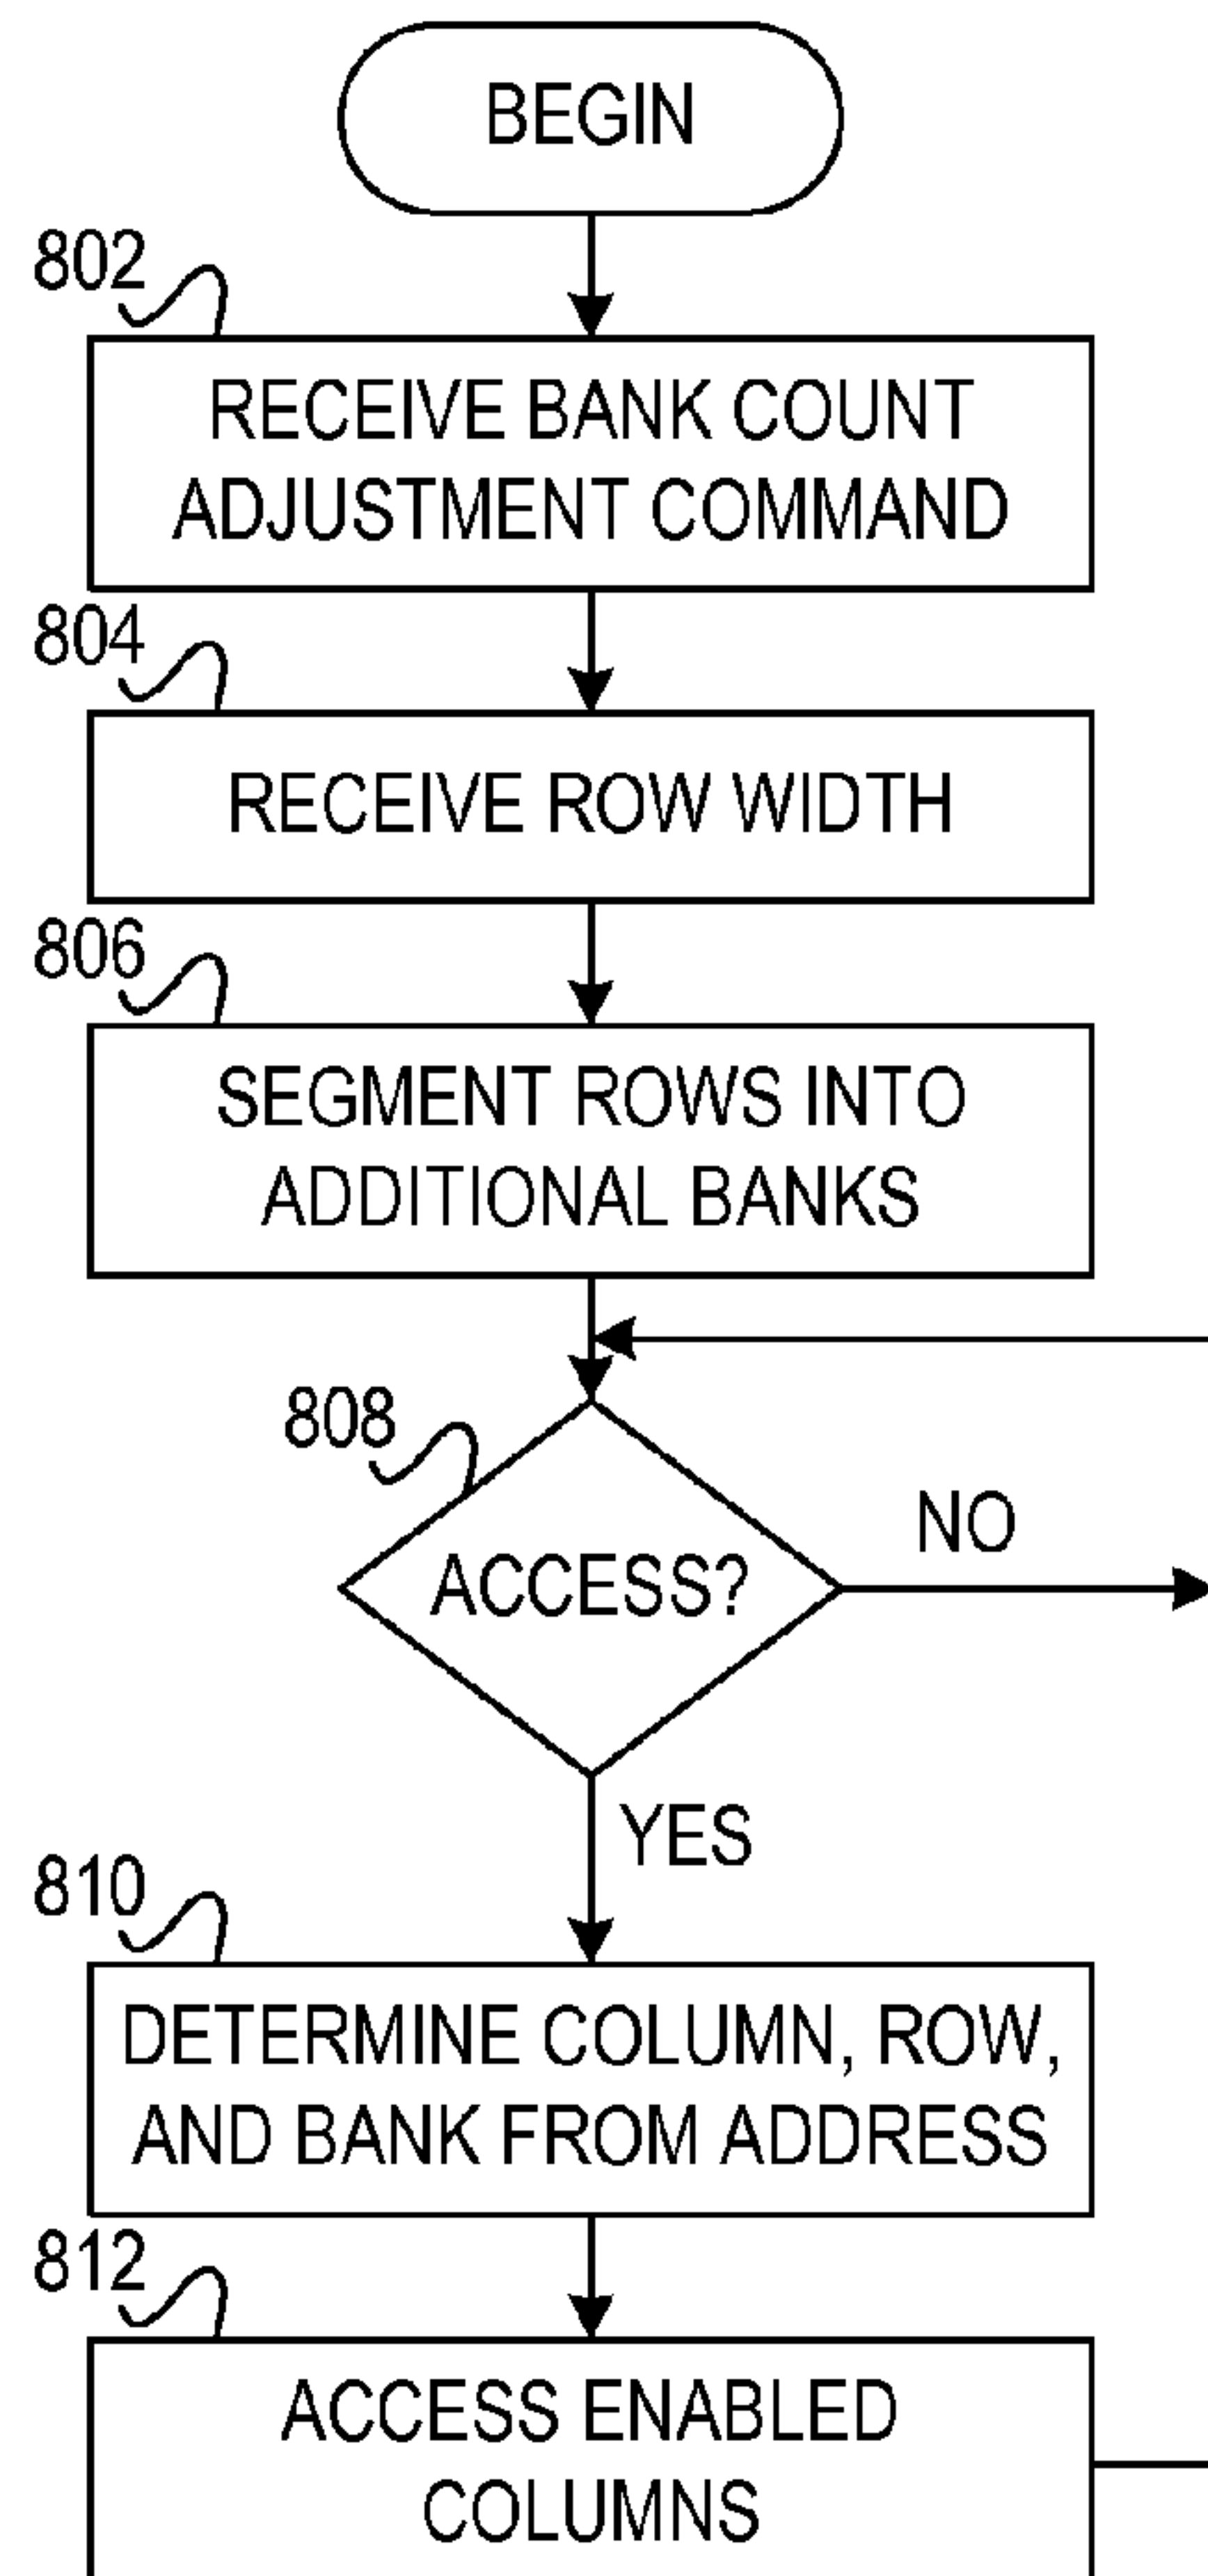 BEGIN
802
RECEIVE BANK COUNT
ADJUSTMENT COMMAND
804
RECEIVE ROW WIDTH
806
SEGMENT ROWS INTO
ADDITIONAL BANKS
808
ACCESS?
NO
YES
810
DETERMINE COLUMN, ROW,
AND BANK FROM ADDRESS
812
ACCESS ENABLED
COLUMNS